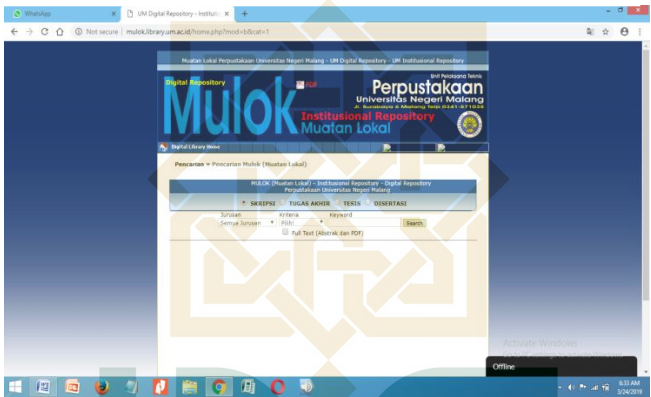 WhatsApp
UM Digital Repository - Institutio
Not secure | mulok.library.um.ac.id/home.php?mod=b&cat=1
Muatan Lokal Perpustakaan Universitas Negeri Malang - UM Digital Repository - UM Institusional Repository
Digital Repository
Mulok
PDF
Unit Pelaksana Teknis
Perpustakaan
Universitas Negeri Malang
Institusional Repository
Muatan Lokal
Digital Library Home
Pencarian » Pencarian Mulok (Muatan Lokal)
MULOK (Muatan Lokal) - Institusional Repository - Digital Repository
Perpustakaan Universitas Negeri Malang
SKRIPSI TUGAS AKHIR TESIS DISERTASI
Jurusan Kriteria Keyword
Semua Jurusan Pilih! Search
Full Text (Abstrak dan PDF)
Activate Windows
Offline
6:33 AM
5/24/2019